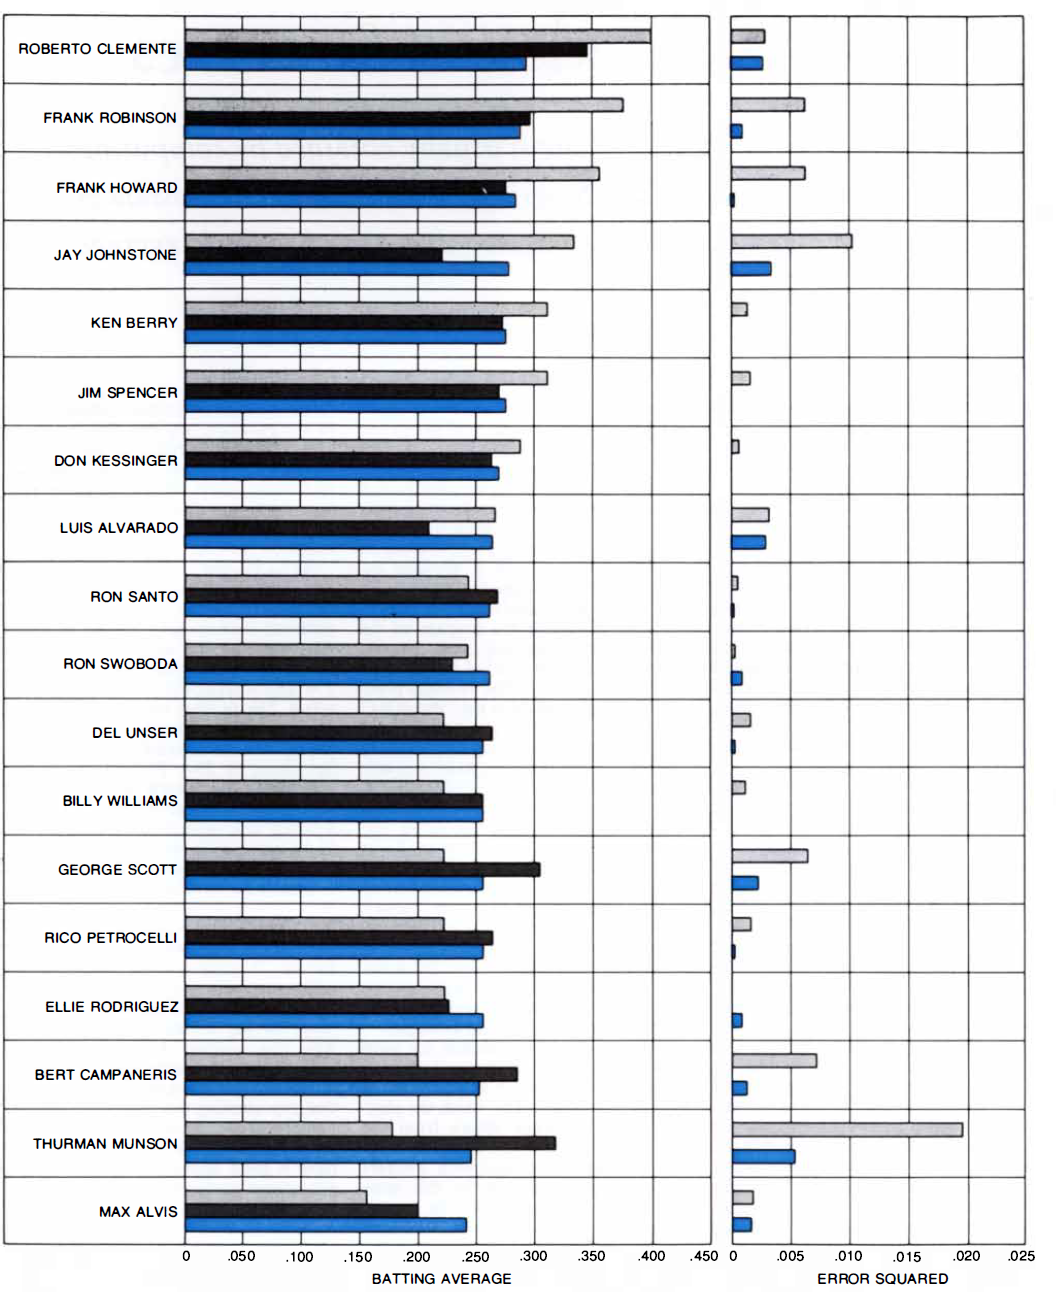 ROBERTO CLEMENTE
FRANK ROBINSON
FRANK HOWARD
JAY JOHNSTONE
KEN BERRY
JIM SPENCER
DON KESSINGER
LUIS ALVARADO
RON SANTO
RON SWOBODA
DEL UNSER
BILLY WILLIAMS
GEORGE SCOTT
RICO PETROCELLI
ELLIE RODRIGUEZ
BERT CAMPANERIS
THURMAN MUNSON
MAX ALVIS
0 .050 .100 .150 .200 .250 .300 .350 .400 .450 0 .005 .010 .015 .020 .025
BATTING AVERAGE ERROR SQUARED